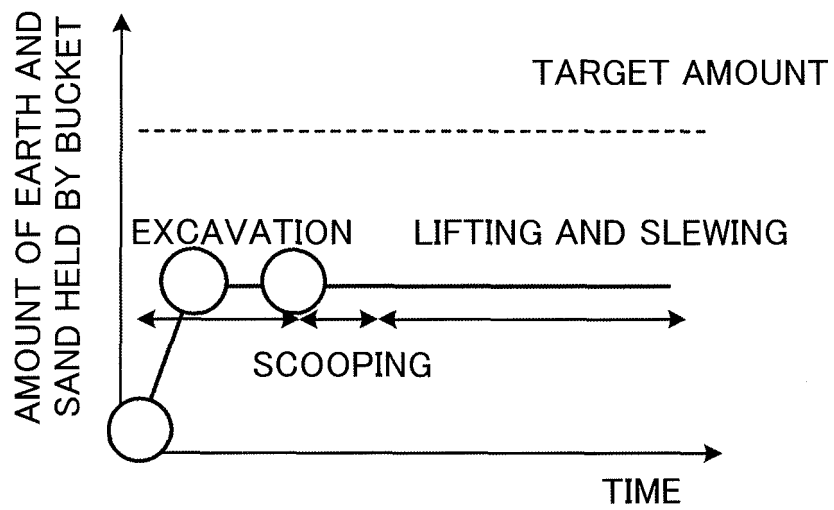 AMOUNT OF EARTH AND
SAND HELD BY BUCKET
TARGET AMOUNT
EXCAVATION
LIFTING AND SLEWING
SCOOPING
TIME